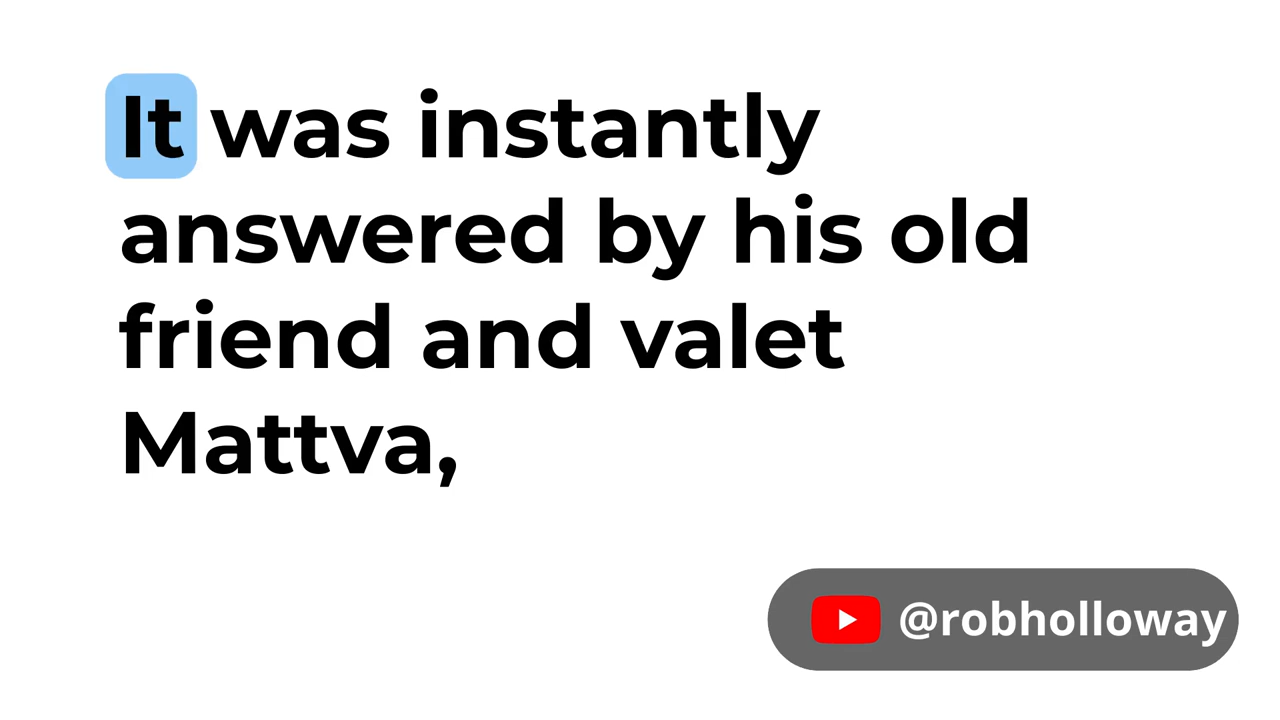 It was instantly
answered by his old
friend and valet
Mattva,
@robholloway